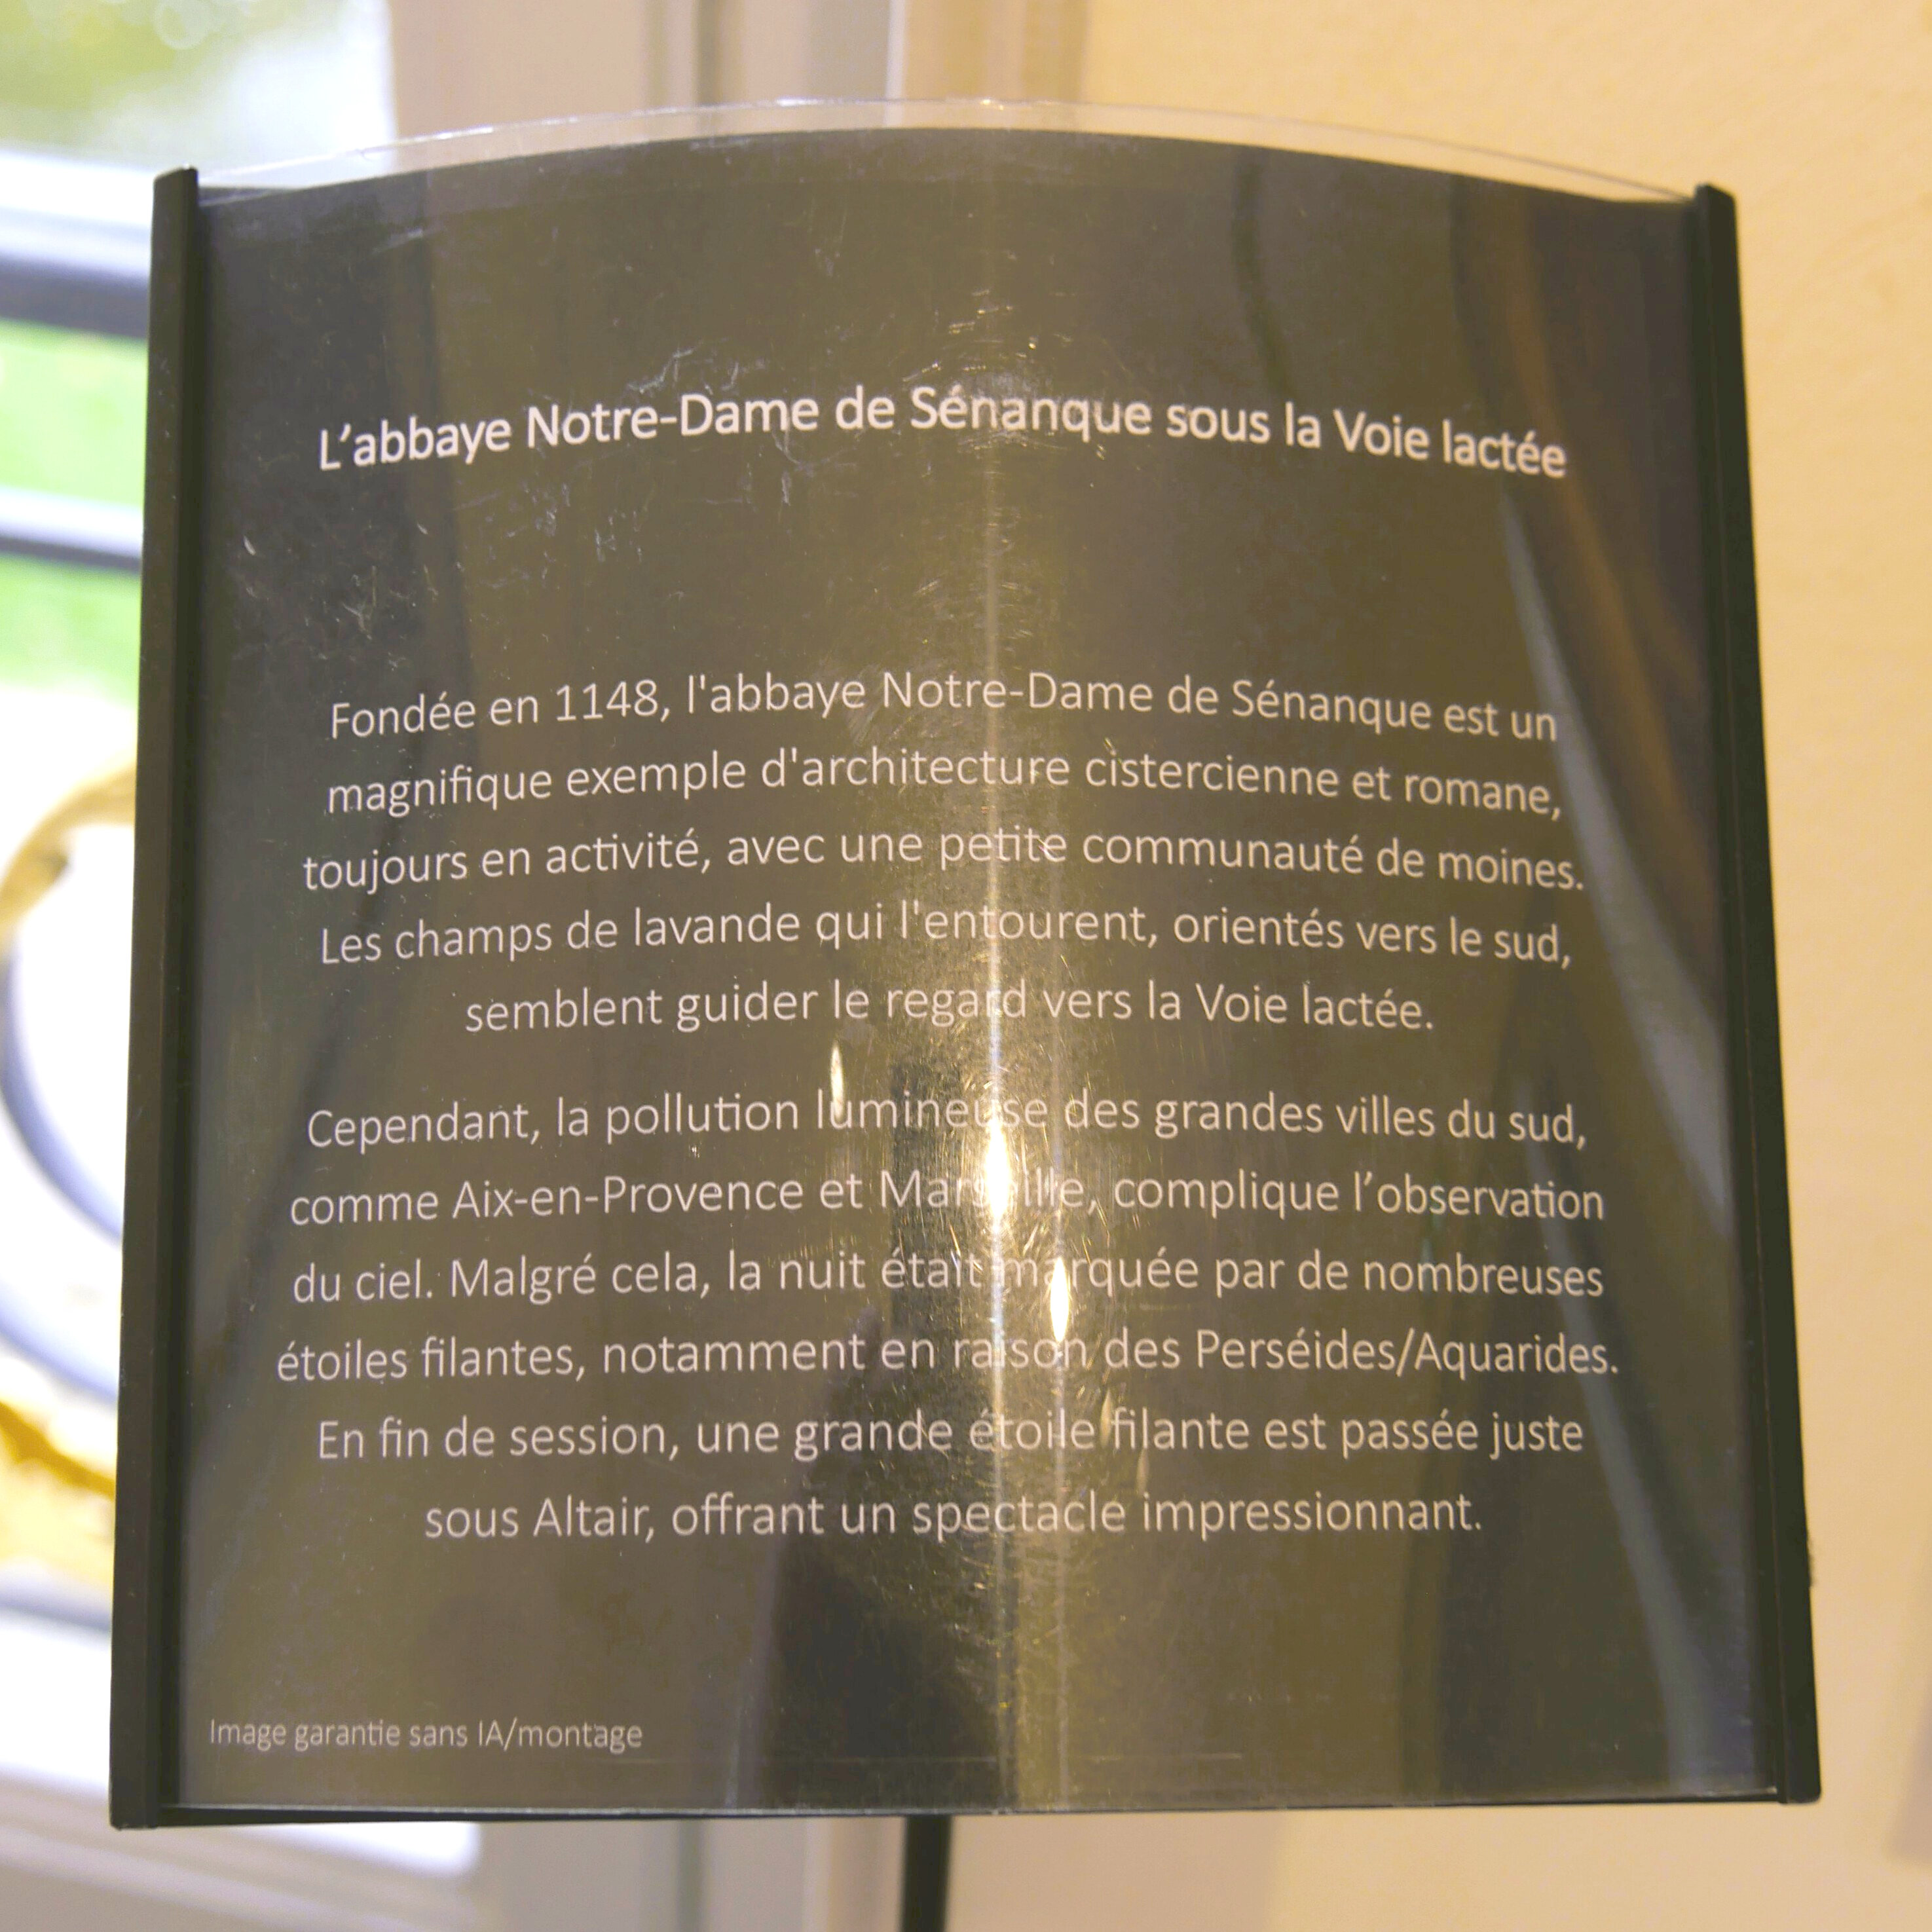 L’abbaye Notre-Dame de Sénanque sous la Voie lactée
Fondée en 1148, l'abbaye Notre-Dame de Sénanque est un
magnifique exemple d'architecture cistercienne et romane,
toujours en activité, avec une petite communauté de moines.
Les champs de lavande qui l'entourent, orientés vers le sud,
semblent guider le regard vers la Voie lactée.
Cependant, la pollution lumineuse des grandes villes du sud,
comme Aix-en-Provence et Marseille, complique l’observation
du ciel. Malgré cela, la nuit était marquée par de nombreuses
étoiles filantes, notamment en raison des Perséides/Aquarides.
En fin de session, une grande étoile filante est passée juste
sous Altair, offrant un spectacle impressionnant.
Image garantie sans IA/montage